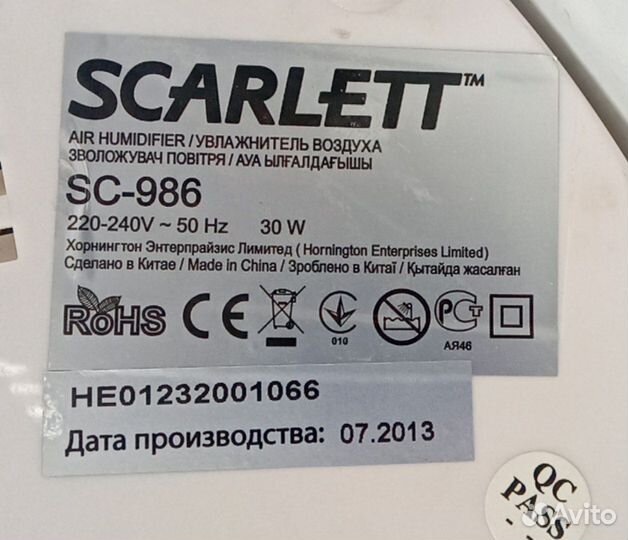 SCARLETT™
AIR HUMIDIFIER / УВЛАЖНИТЕЛЬ ВОЗДУХА
ЗВОЛОЖУВАЧ ПОВІТРЯ / АУА ЫЛҒАЛДАҒЫШЫ
SC-986
220-240V ~ 50 Hz 30 W
Хорнингтон Энтерпрайзис Лимитед ( Hornington Enterprises Limited)
Сделано в Китае / Made in China / Зроблено в Китаї / Қытайда жасалған
RoHS CE 010 РСТ АЯ46
HE01232001066
Дата производства: 07.2013
QC
PASS
Avito